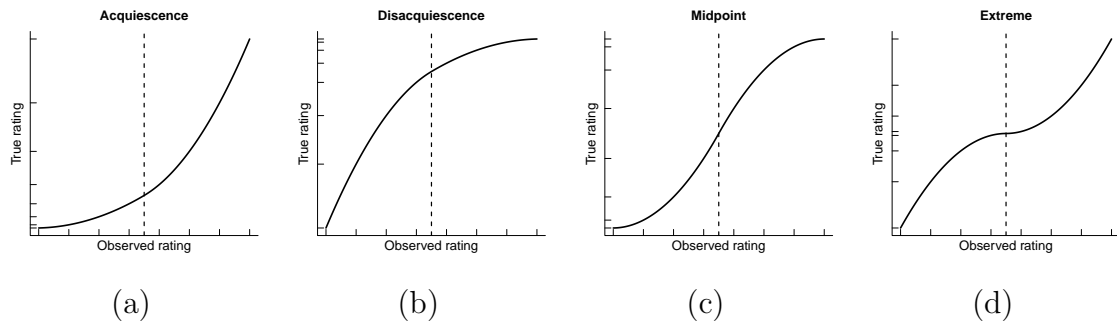 Acquiescence
True rating
Observed rating
(a)
Disacquiescence
True rating
Observed rating
(b)
Midpoint
True rating
Observed rating
(c)
Extreme
True rating
Observed rating
(d)